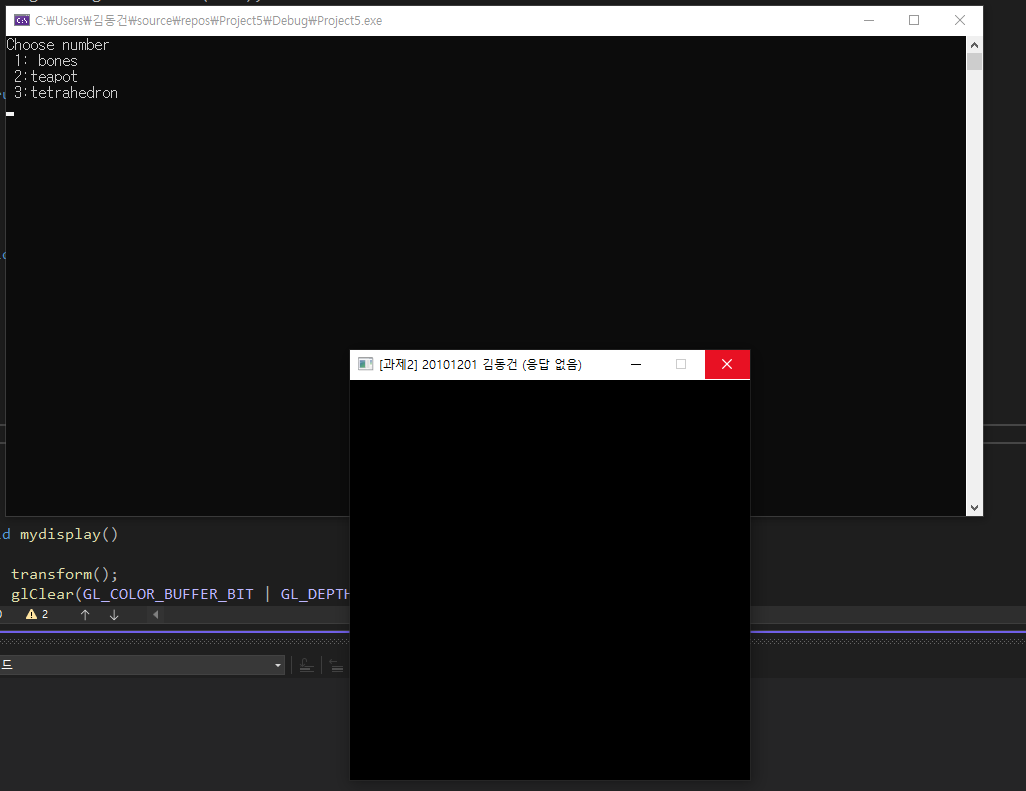 C:\Users\김동건\source\repos\Project5\Debug\Project5.exe
Choose number
1: bones
2:teapot
3:tetrahedron
[과제2] 20101201 김동건 (응답 없음)
d mydisplay()
transform();
glClear(GL_COLOR_BUFFER_BIT | GL_DEPTH
2
드